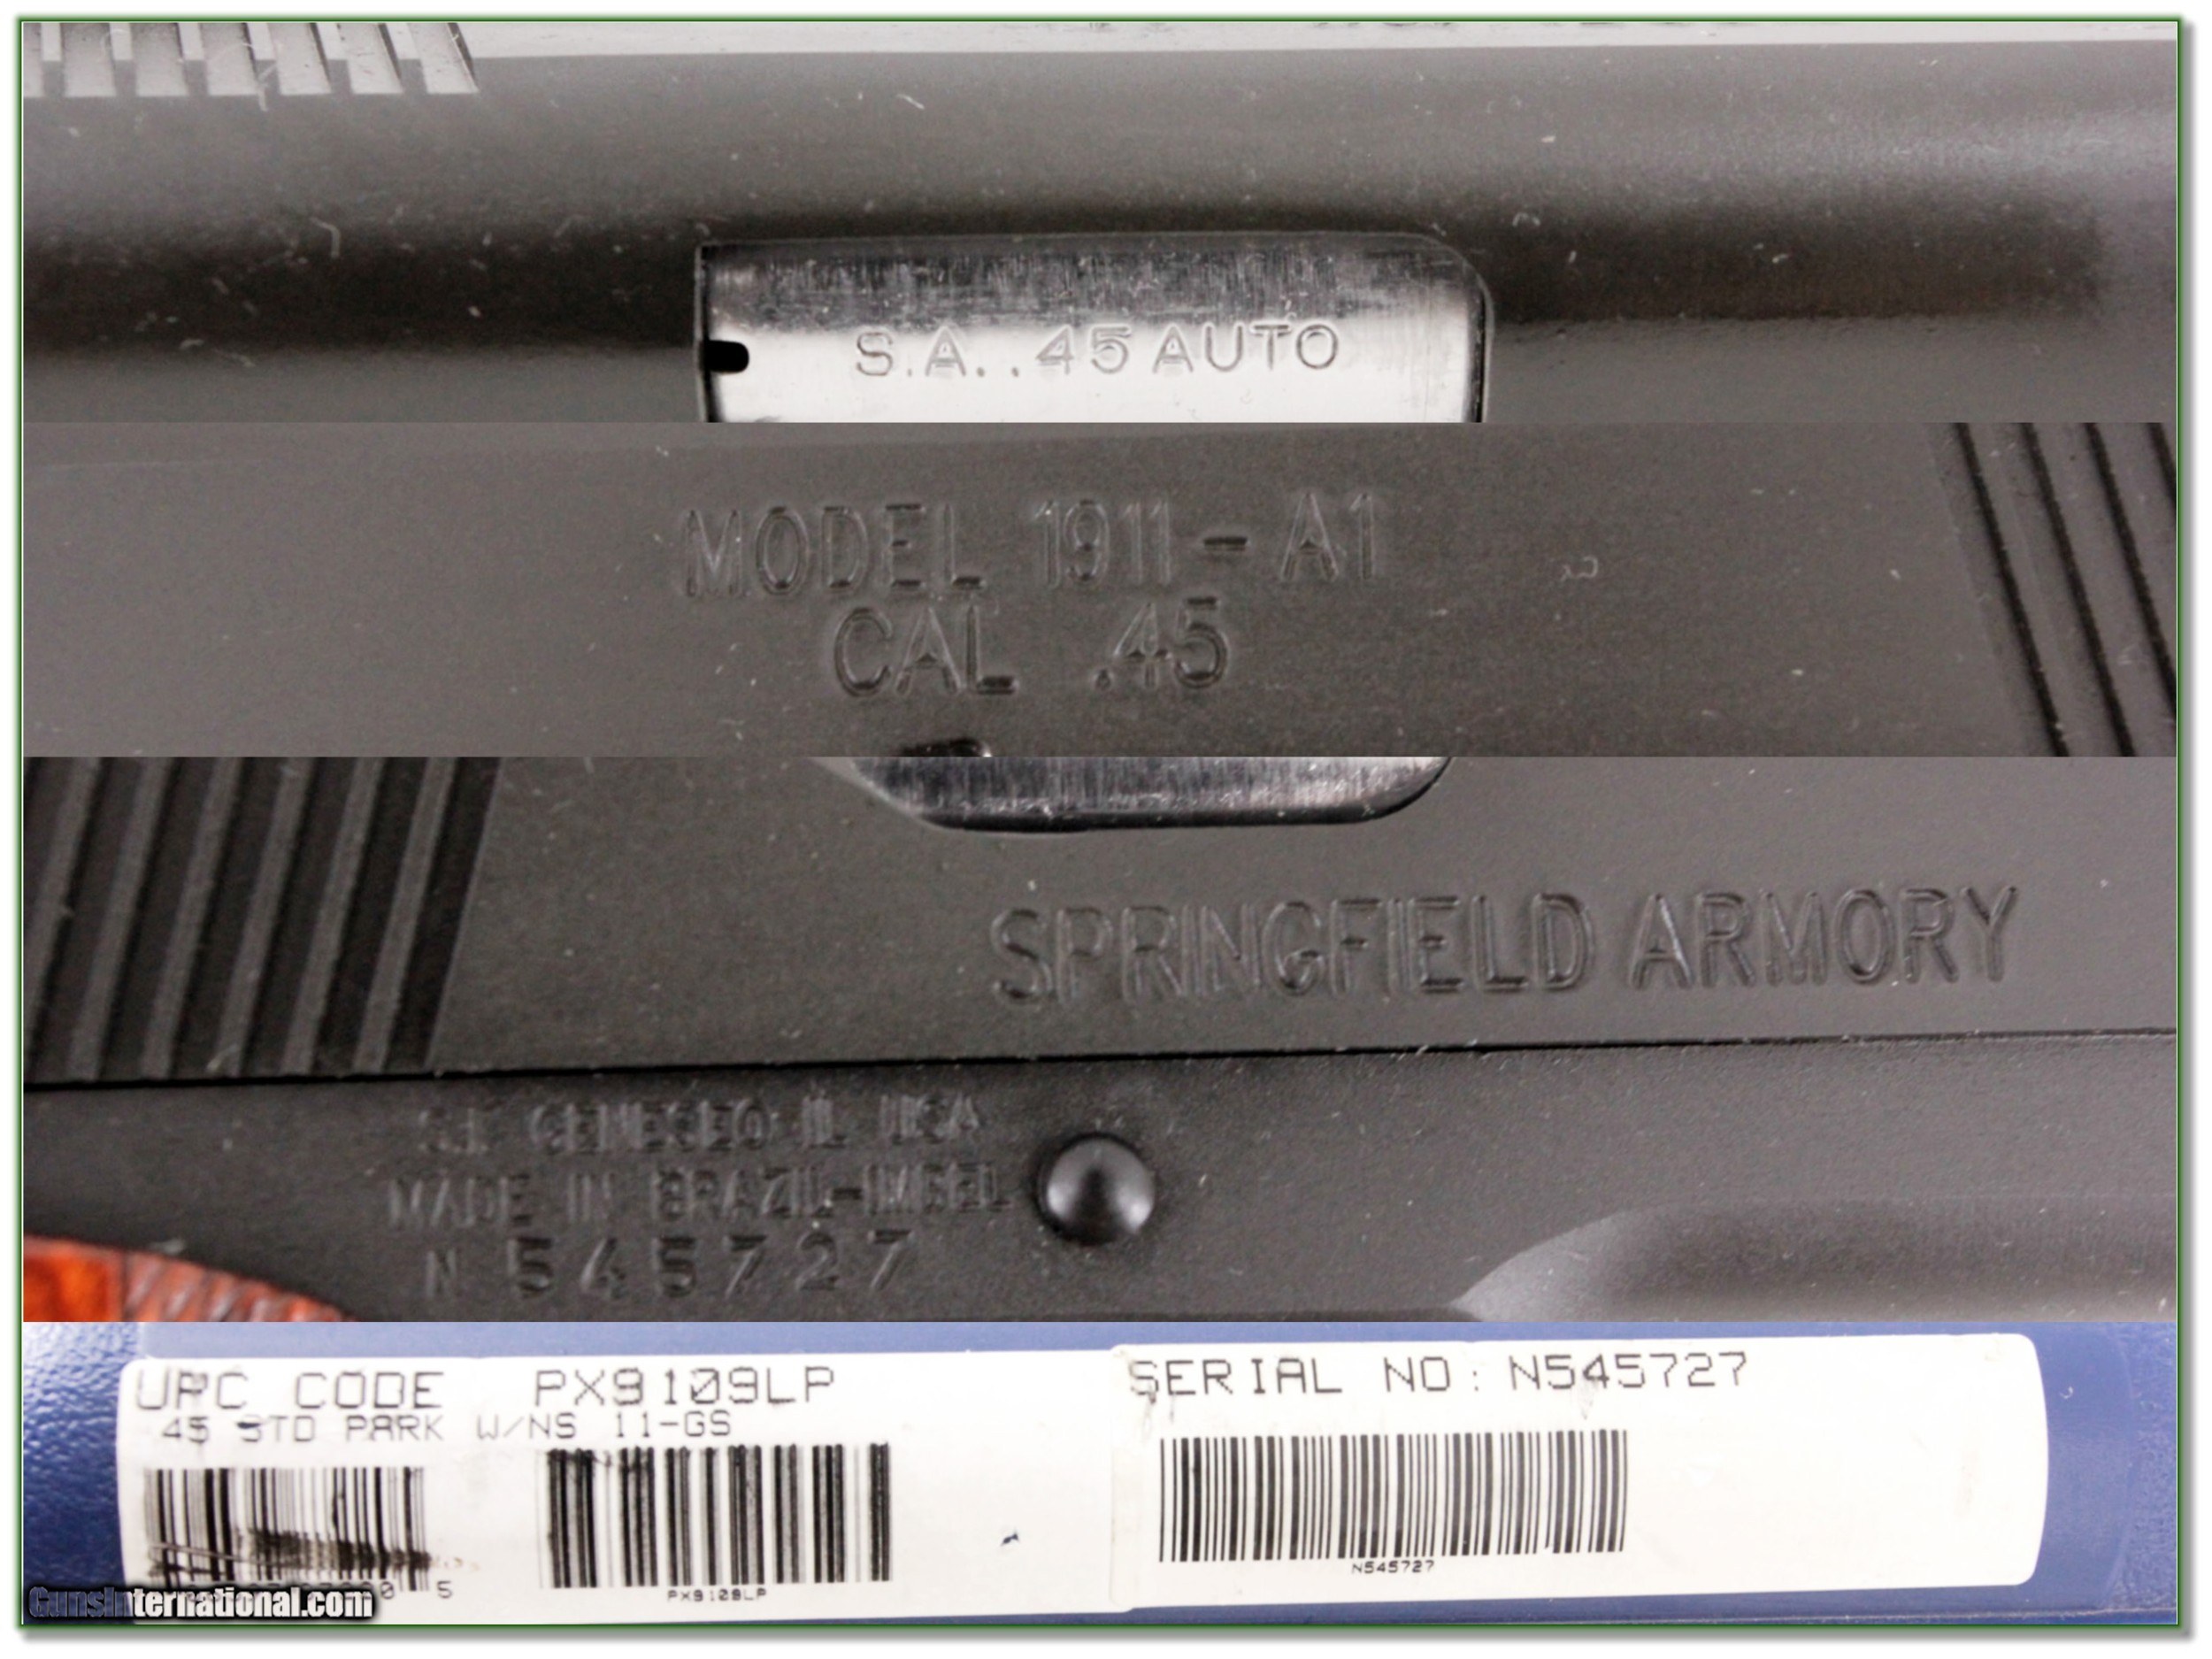 S.A. .45 AUTO
MODEL 1911-A1
CAL .45
SPRINGFIELD ARMORY
GENESEO IL USA
MADE IN BRAZIL-IMBEL
N 545727
UPC CODE PX9109LP
45 STD PARK W/NS 11-GS
5
PX9109LP
SERIAL NO: N545727
N545727
GunsInternational.com